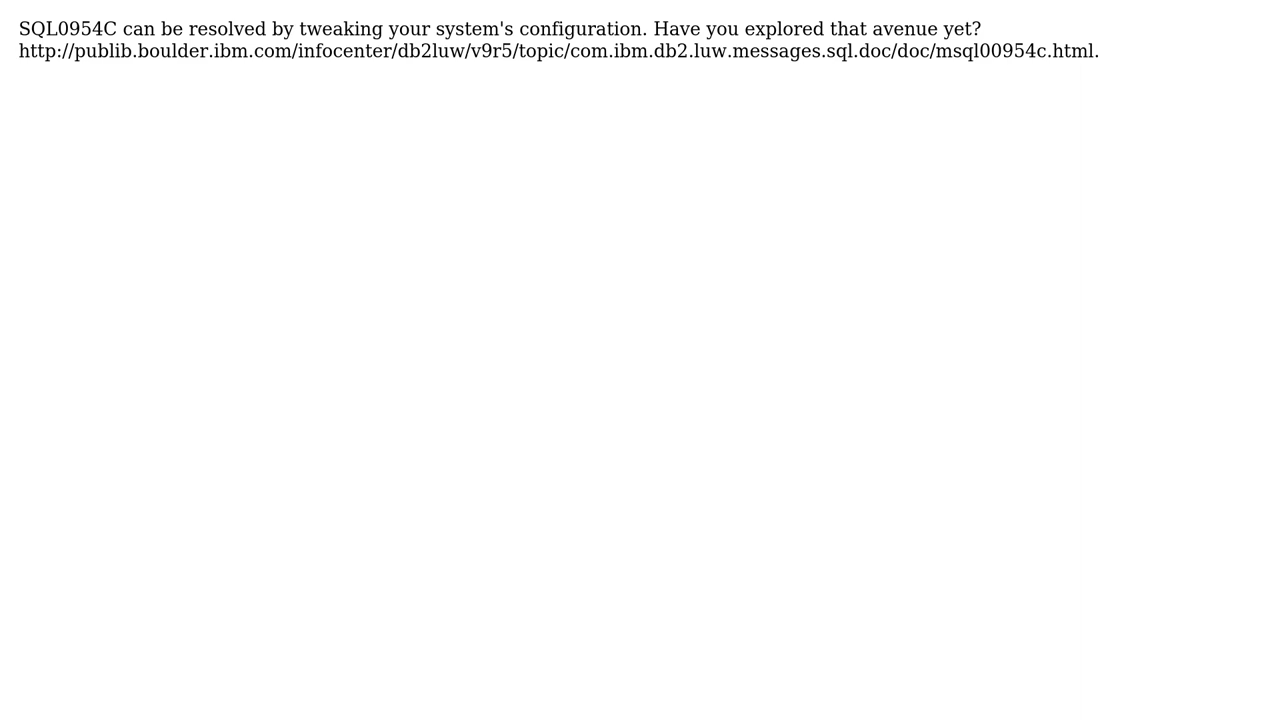 SQL0954C can be resolved by tweaking your system's configuration. Have you explored that avenue yet?
http://publib.boulder.ibm.com/infocenter/db2luw/v9r5/topic/com.ibm.db2.luw.messages.sql.doc/doc/msql00954c.html.